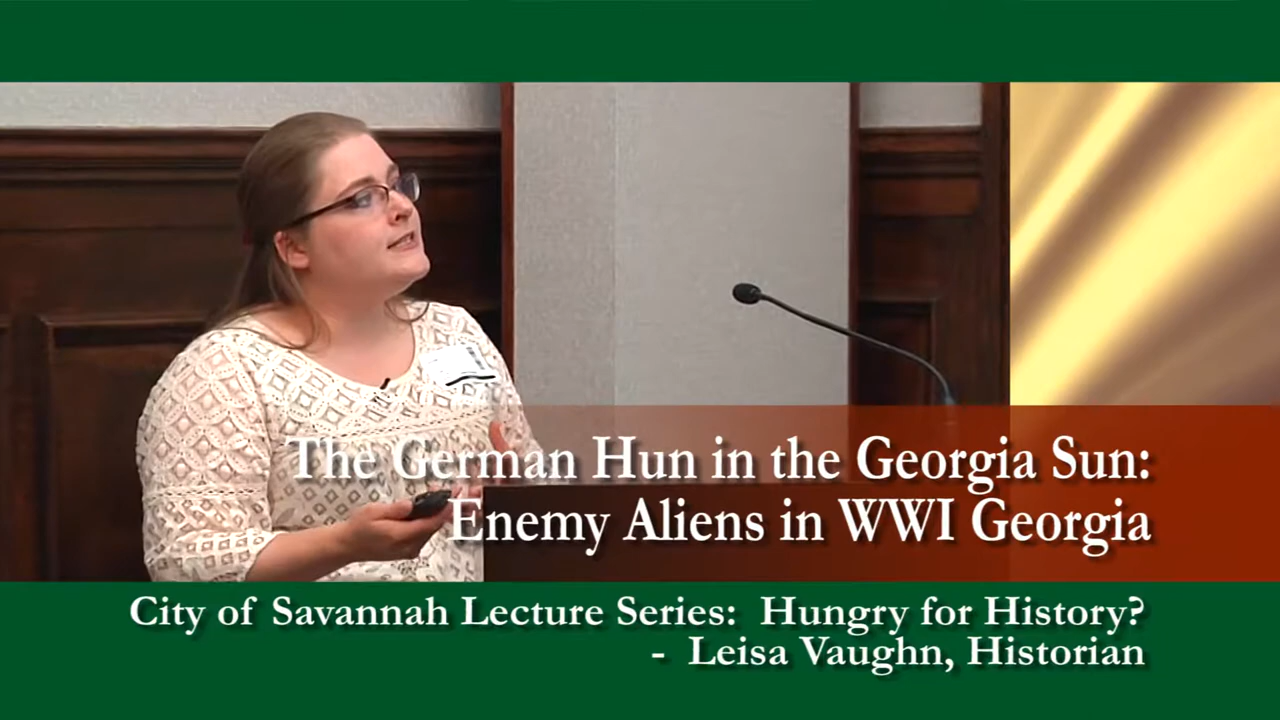 The German Hun in the Georgia Sun:
Enemy Aliens in WWI Georgia
City of Savannah Lecture Series: Hungry for History?
- Leisa Vaughn, Historian